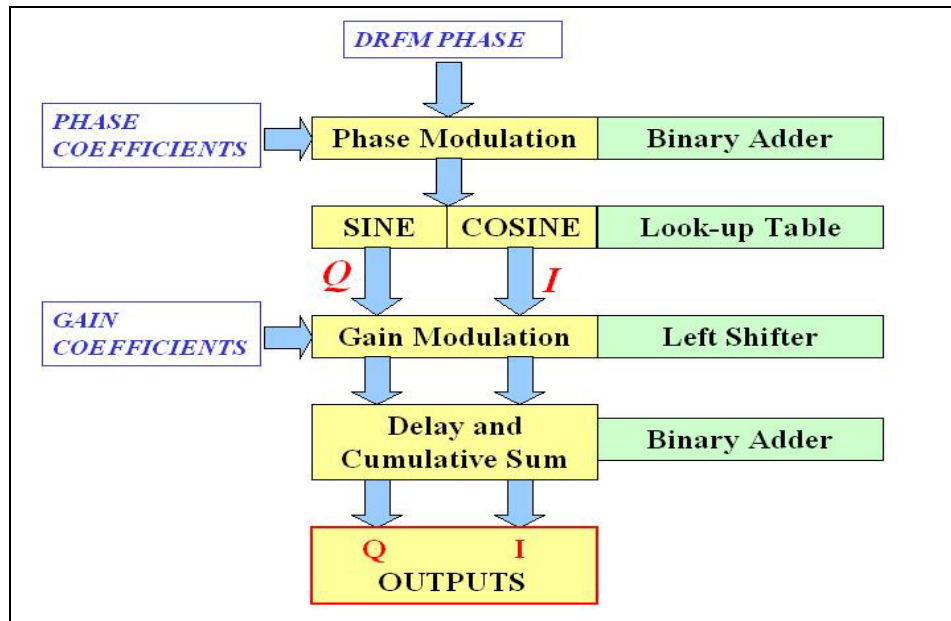 DRFM PHASE
PHASE
COEFFICIENTS
Phase Modulation
Binary Adder
SINE
COSINE
Look-up Table
Q
I
GAIN
COEFFICIENTS
Gain Modulation
Left Shifter
Delay and
Cumulative Sum
Binary Adder
Q
I
OUTPUTS